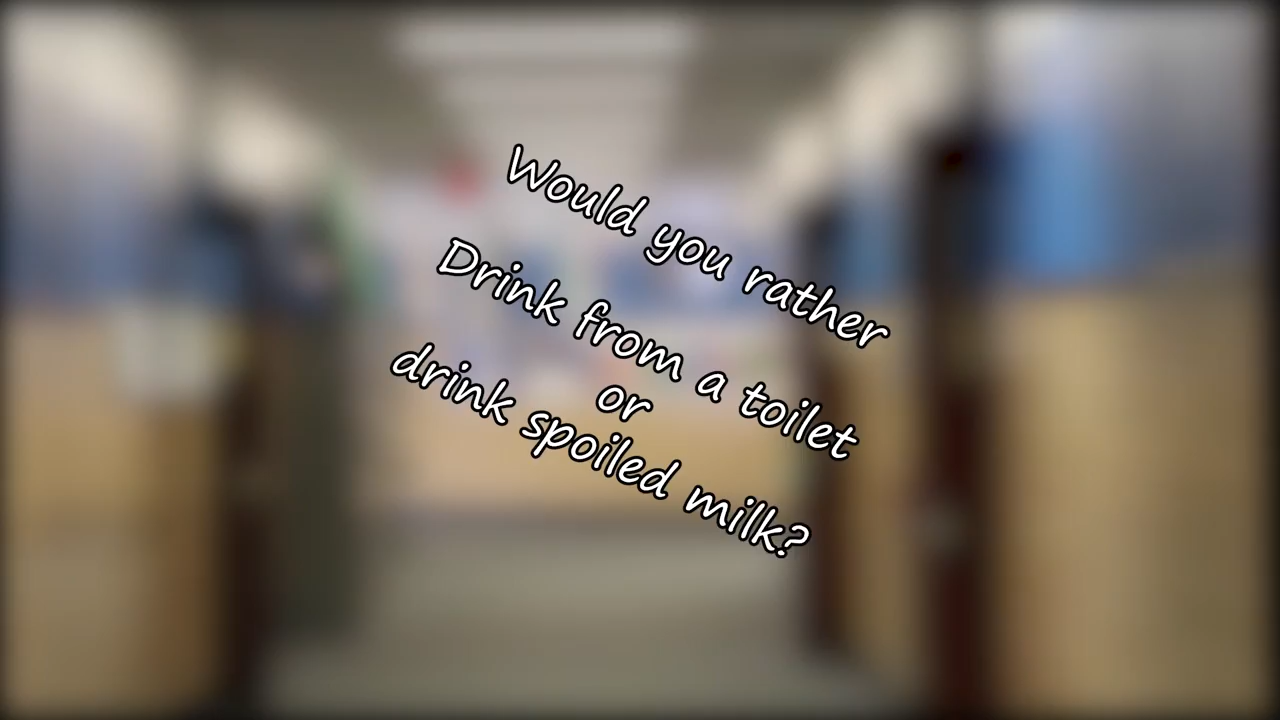 Would you rather
Drink from a toilet
or
drink spoiled milk?